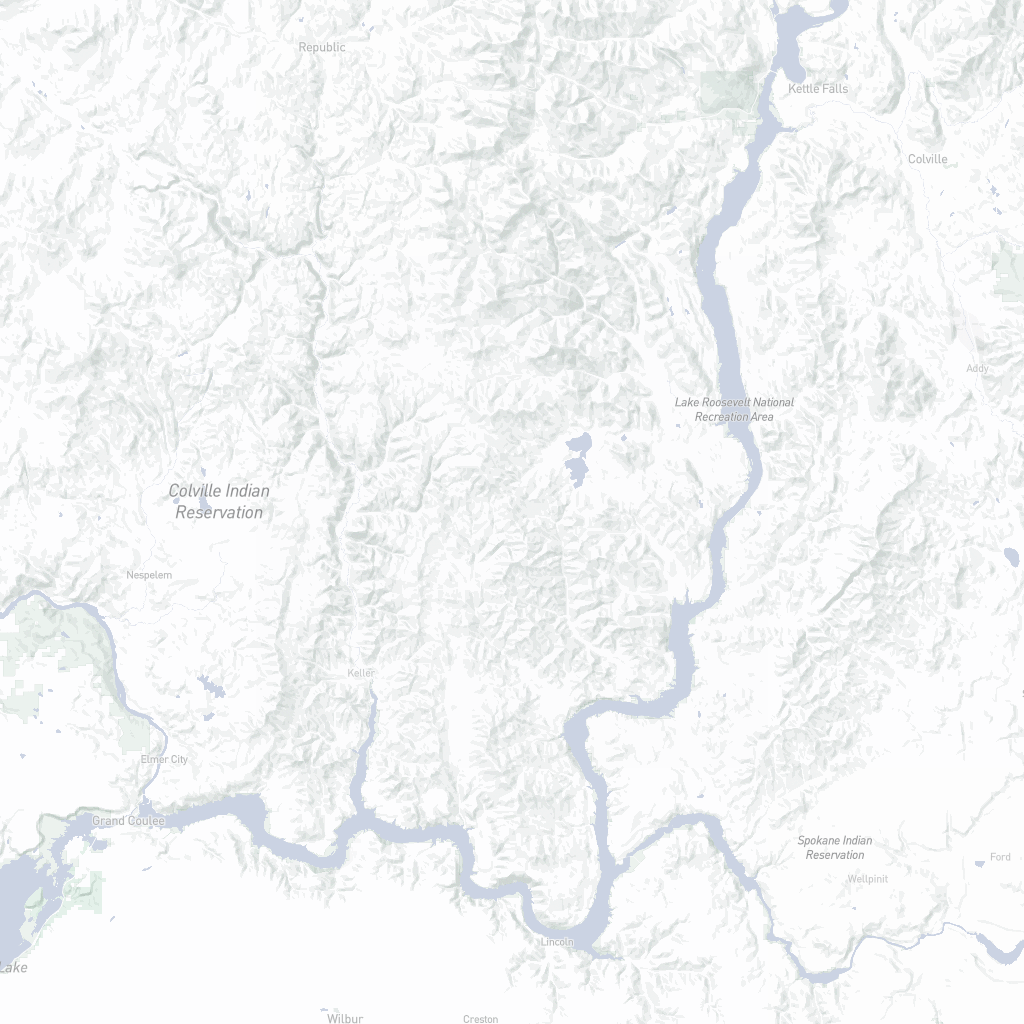 Republic
Kettle Falls
Colville
Addy
Lake Roosevelt National
Recreation Area
Colville Indian
Reservation
Nespelem
Keller
Elmer City
Grand Coulee
Spokane Indian
Reservation
Ford
Wellpinit
Lincoln
Lake
Wilbur
Creston